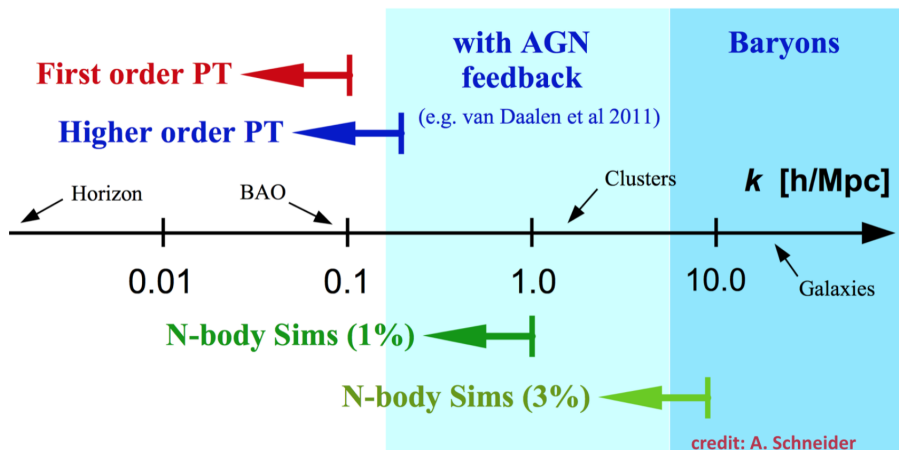 First order PT
with AGN
feedback
Baryons
Higher order PT
(e.g. van Daalen et al 2011)
Horizon
BAO
Clusters
k [h/Mpc]
0.01
0.1
1.0
10.0
Galaxies
N-body Sims (1%)
N-body Sims (3%)
credit: A. Schneider